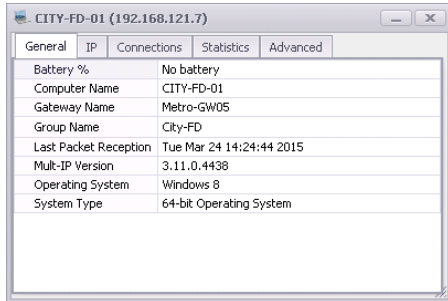 CITY-FD-01 (192.168.121.7)
General IP Connections Statistics Advanced
Battery % No battery
Computer Name CITY-FD-01
Gateway Name Metro-GW05
Group Name City-FD
Last Packet Reception Tue Mar 24 14:24:44 2015
Mult-IP Version 3.11.0.4438
Operating System Windows 8
System Type 64-bit Operating System